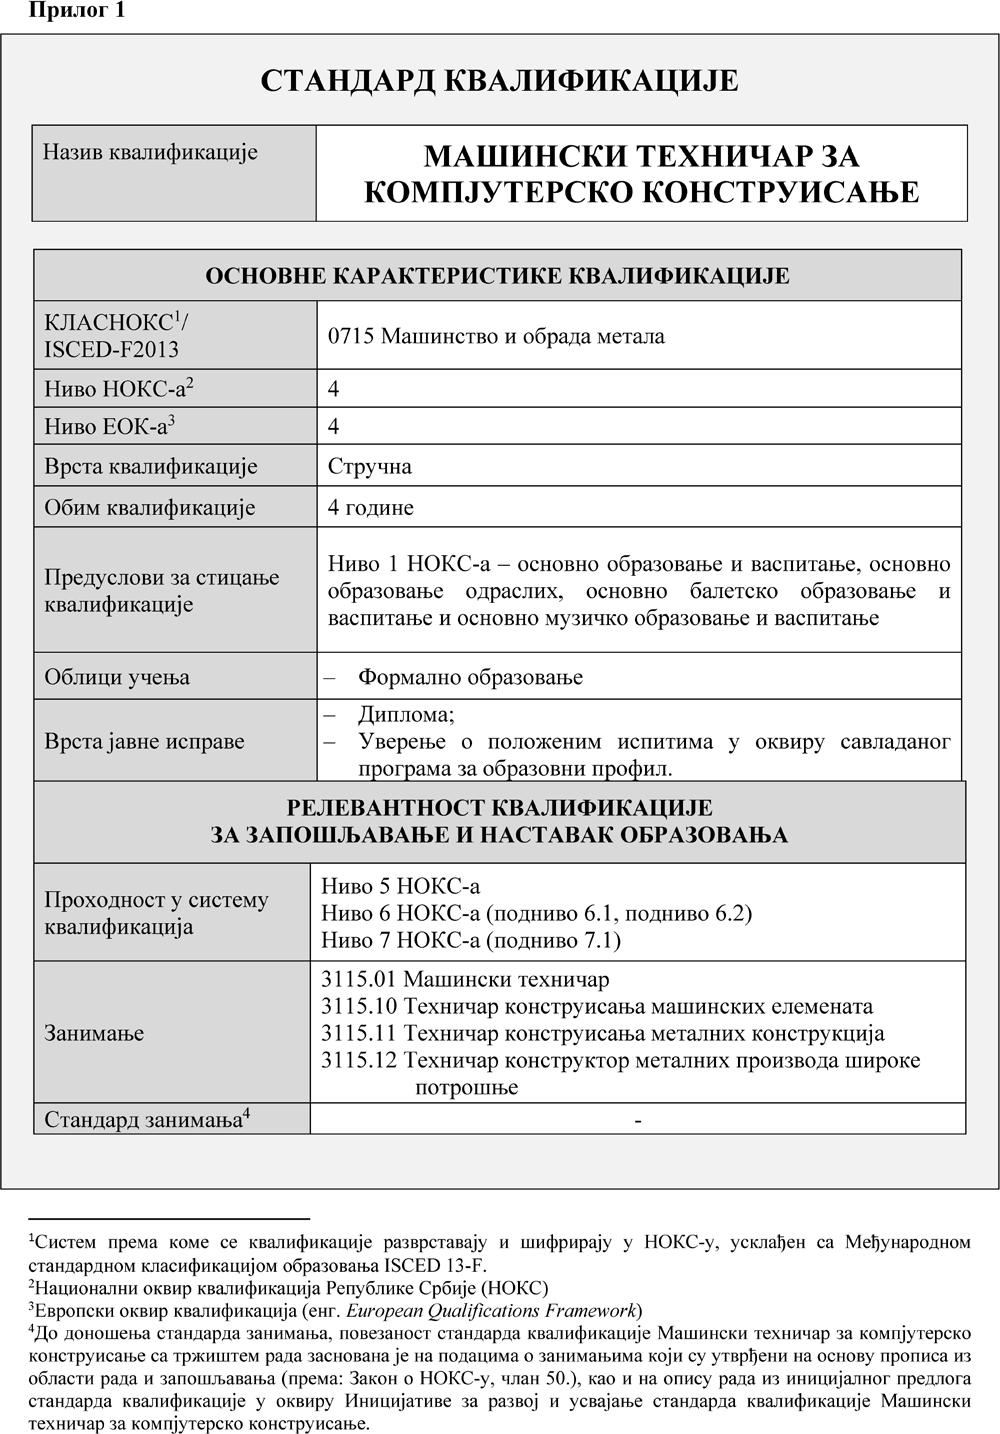 Прилог 1
СТАНДАРД КВАЛИФИКАЦИЈЕ
Назив квалификације
МАШИНСКИ ТЕХНИЧАР ЗА
КОМПЈУТЕРСКО КОНСТРУИСАЊЕ
ОСНОВНЕ КАРАКТЕРИСТИКЕ КВАЛИФИКАЦИЈЕ
КЛАСНОКС¹/
ISCED-F2013
0715 Машинство и обрада метала
Ниво НОКС-а²
4
Ниво ЕОК-а³
4
Врста квалификације
Стручна
Обим квалификације
4 године
Предуслови за стицање
квалификације
Ниво 1 НОКС-а – основно образовање и васпитање, основно
образовање одраслих, основно балетско образовање и
васпитање и основно музичко образовање и васпитање
Облици учења
– Формално образовање
Врста јавне исправе
– Диплома;
– Уверење о положеним испитима у оквиру савладаног
програма за образовни профил.
РЕЛЕВАНТНОСТ КВАЛИФИКАЦИЈЕ
ЗА ЗАПОШЉАВАЊЕ И НАСТАВАК ОБРАЗОВАЊА
Проходност у систему
квалификација
Ниво 5 НОКС-а
Ниво 6 НОКС-а (подниво 6.1, подниво 6.2)
Ниво 7 НОКС-а (подниво 7.1)
Занимање
3115.01 Машински техничар
3115.10 Техничар конструисања машинских елемената
3115.11 Техничар конструисања металних конструкција
3115.12 Техничар конструктор металних производа широке
потрошње
Стандард занимања⁴
-
¹Систем према коме се квалификације разврставају и шифрирају у НОКС-у, усклађен са Међународном
стандардном класификацијом образовања ISCED 13-F.
²Национални оквир квалификација Републике Србије (НОКС)
³Европски оквир квалификација (енг. European Qualifications Framework)
⁴До доношења стандарда занимања, повезаност стандарда квалификације Машински техничар за компјутерско
конструисање са тржиштем рада заснована је на подацима о занимањима који су утврђени на основу прописа из
области рада и запошљавања (према: Закон о НОКС-у, члан 50.), као и на опису рада из иницијалног предлога
стандарда квалификације у оквиру Иницијативе за развој и усвајање стандарда квалификације Машински
техничар за компјутерско конструисање.